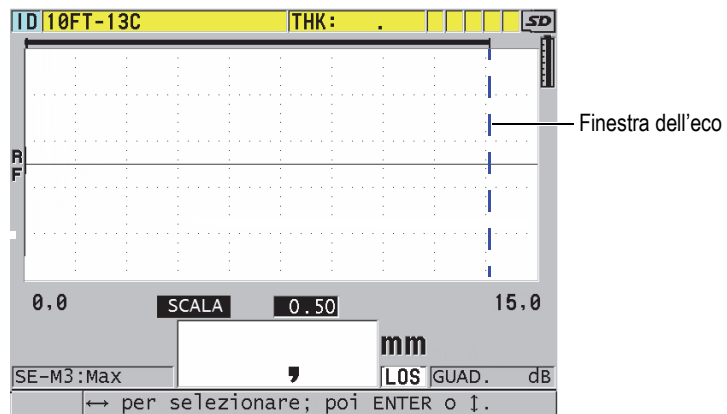 ID 10FT-13C THK: . SD
Finestra dell'eco
R
F
0,0 SCALA 0.50 15,0
, mm
SE-M3:Max LOS GUAD. dB
↔ per selezionare; poi ENTER o ↕.